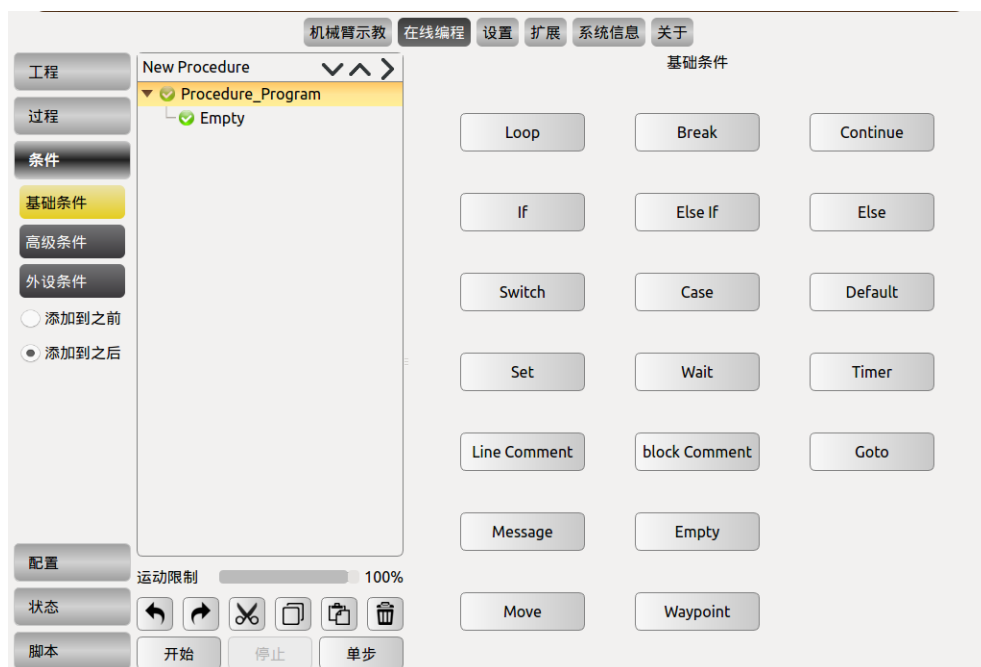 机械臂示教 在线编程 设置 扩展 系统信息 关于
工程
过程
条件
基础条件
高级条件
外设条件
添加到之前
添加到之后
配置
状态
脚本
New Procedure
Procedure_Program
Empty
运动限制 100%
开始 停止 单步
基础条件
Loop Break Continue
If Else If Else
Switch Case Default
Set Wait Timer
Line Comment block Comment Goto
Message Empty
Move Waypoint